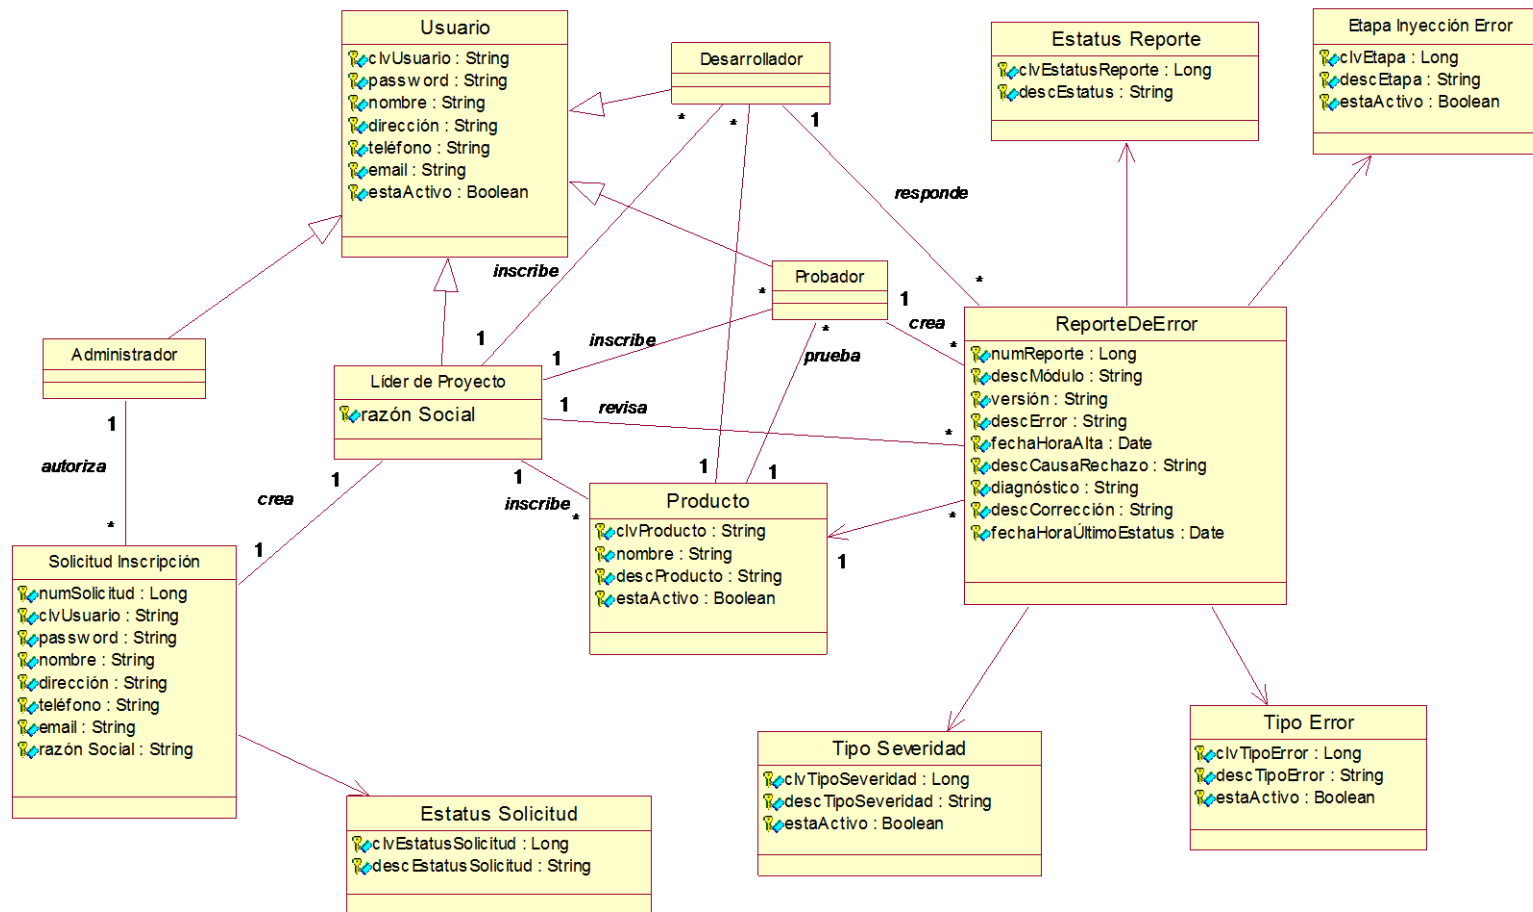 Usuario
clvUsuario : String
password : String
nombre : String
dirección : String
teléfono : String
email : String
estaActivo : Boolean
Desarrollador
*
*
1
Estatus Reporte
clvEstatusReporte : Long
descEstatus : String
Etapa Inyección Error
clvEtapa : Long
descEtapa : String
estaActivo : Boolean
responde
inscribe
Probador
*
*
1
crea
*
*
prueba
inscribe
1
1
Administrador
1
autoriza
*
Líder de Proyecto
razón Social
1
revisa
*
1
crea
1
1
inscribe
*
1
1
ReporteDeError
numReporte : Long
descMódulo : String
versión : String
descError : String
fechaHoraAlta : Date
descCausaRechazo : String
diagnóstico : String
descCorrección : String
fechaHoraÚltimoEstatus : Date
Producto
clvProducto : String
nombre : String
descProducto : String
estaActivo : Boolean
*
1
Solicitud Inscripción
numSolicitud : Long
clvUsuario : String
password : String
nombre : String
dirección : String
teléfono : String
email : String
razón Social : String
Estatus Solicitud
clvEstatusSolicitud : Long
descEstatusSolicitud : String
Tipo Severidad
clvTipoSeveridad : Long
descTipoSeveridad : String
estaActivo : Boolean
Tipo Error
clvTipoError : Long
descTipoError : String
estaActivo : Boolean